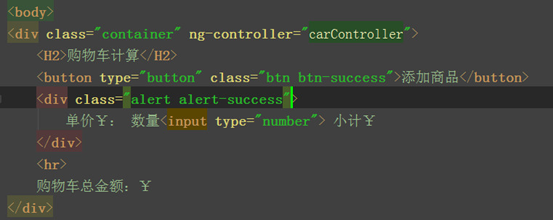 <body>
<div class="container" ng-controller="carController">
<H2>购物车计算</H2>
<button type="button" class="btn btn-success">添加商品</button>
<div class="alert alert-success">
单价￥： 数量<input type="number"> 小计￥
</div>
<hr>
购物车总金额：￥
</div>